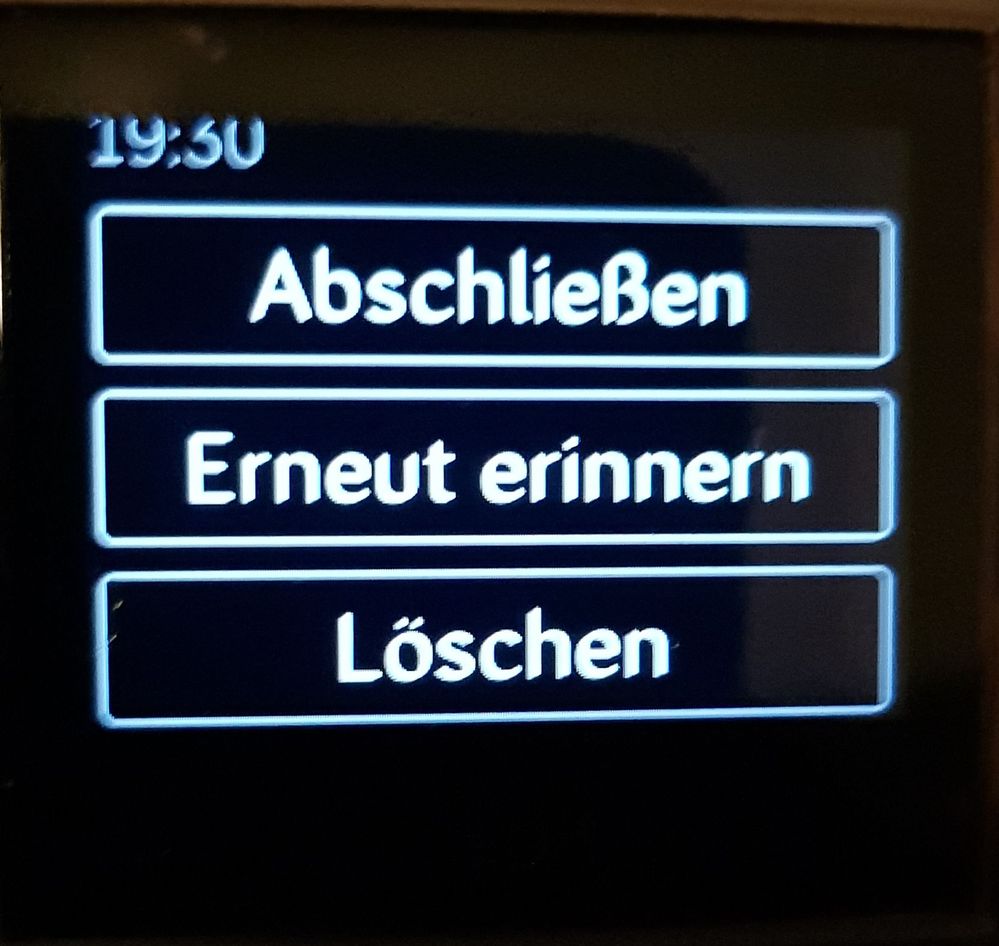 19:30
Abschließen
Erneut erinnern
Löschen